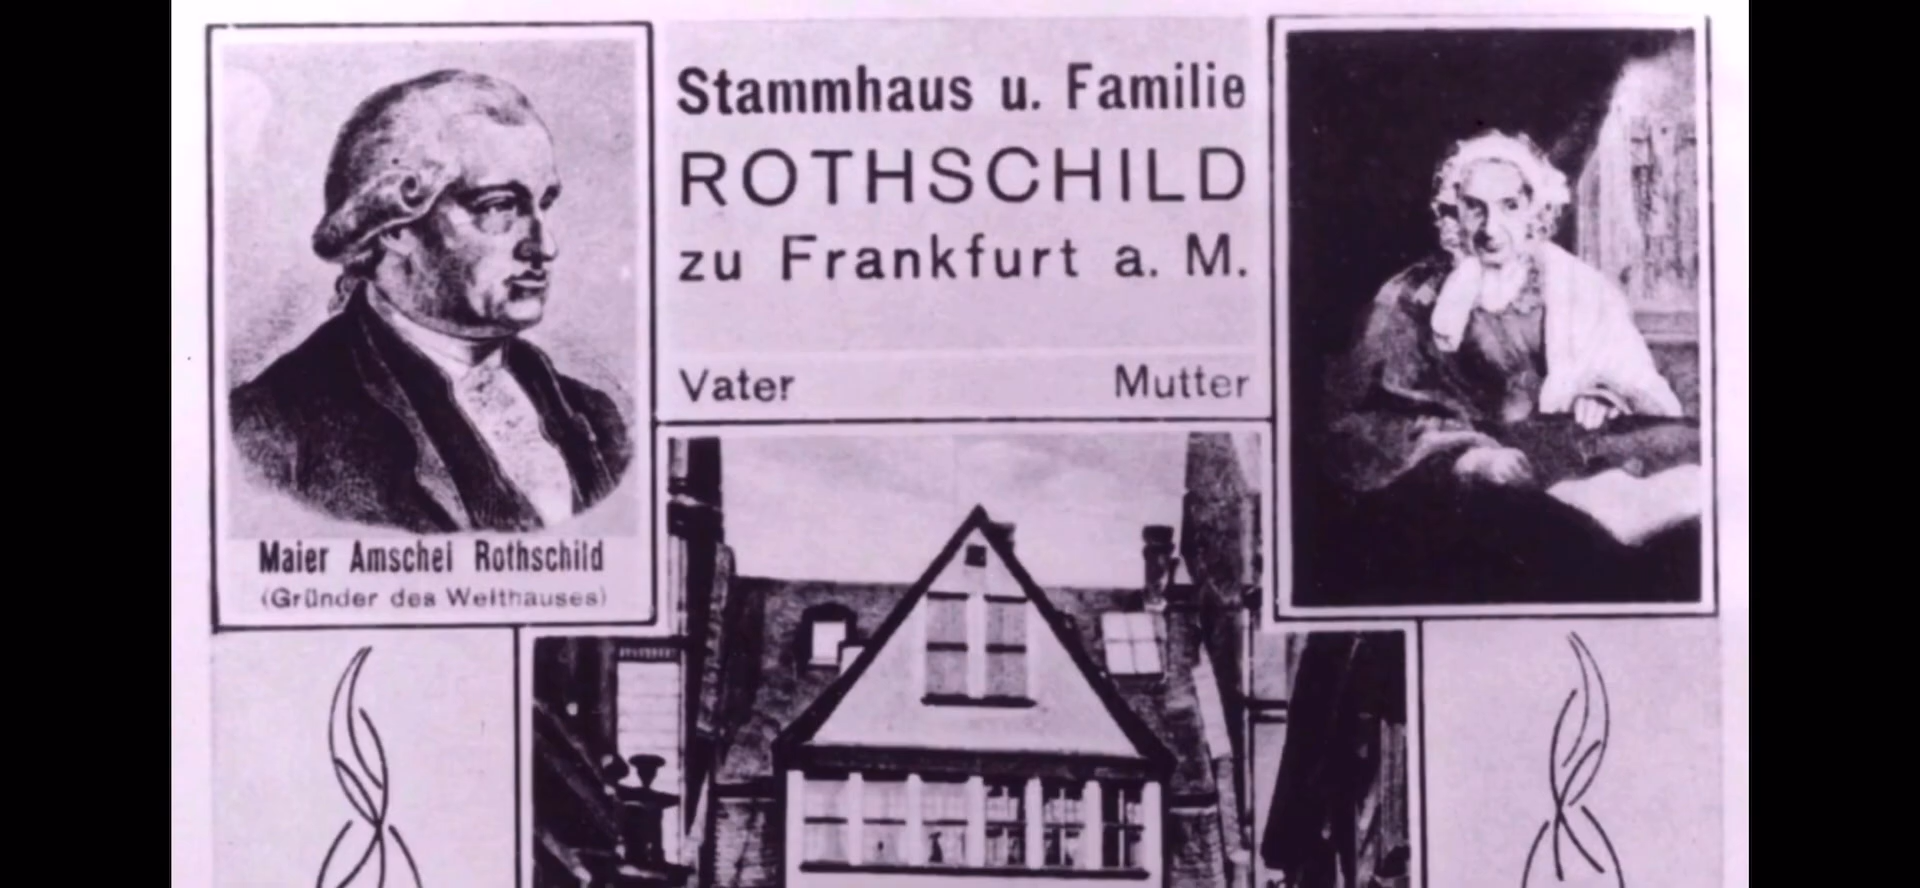 Stammhaus u. Familie
ROTHSCHILD
zu Frankfurt a. M.
Vater Mutter
Maier Amschel Rothschild
(Gründer des Welthauses)